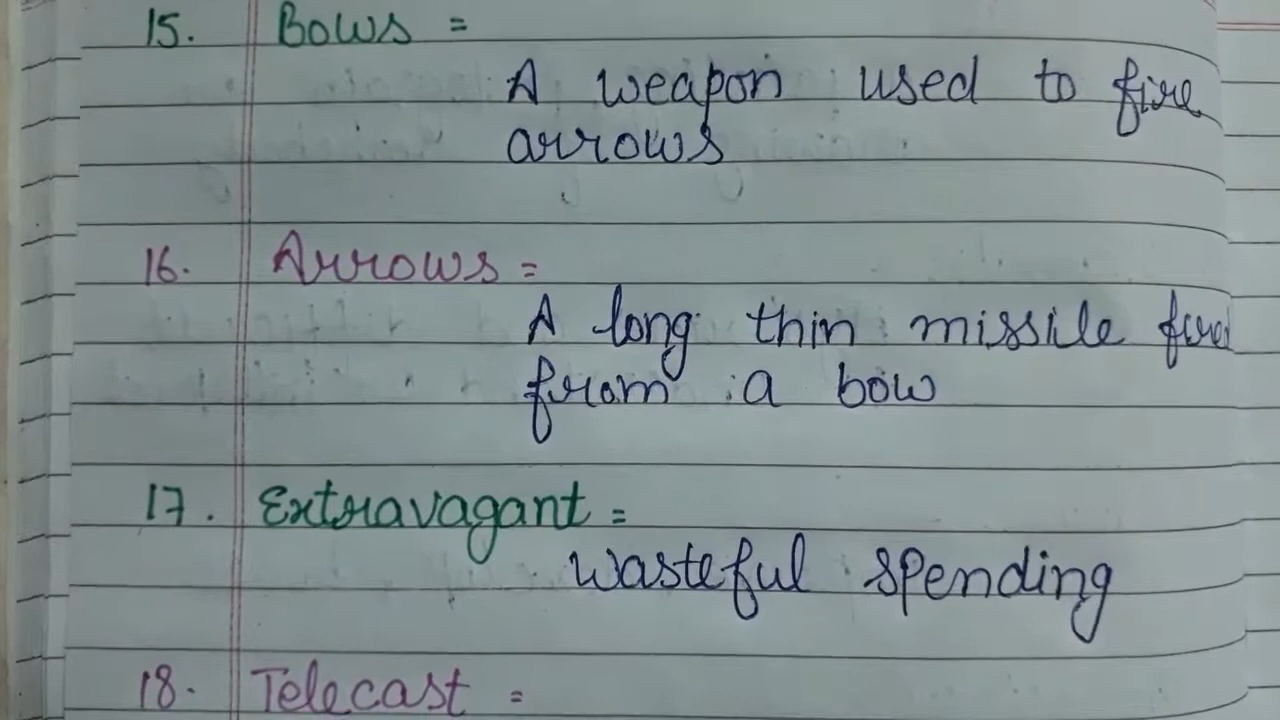 15. Bows =
A weapon used to fire
arrows
16. Arrows =
A long thin missile fired
from a bow
17. Extravagant =
wasteful spending
18. Telecast =